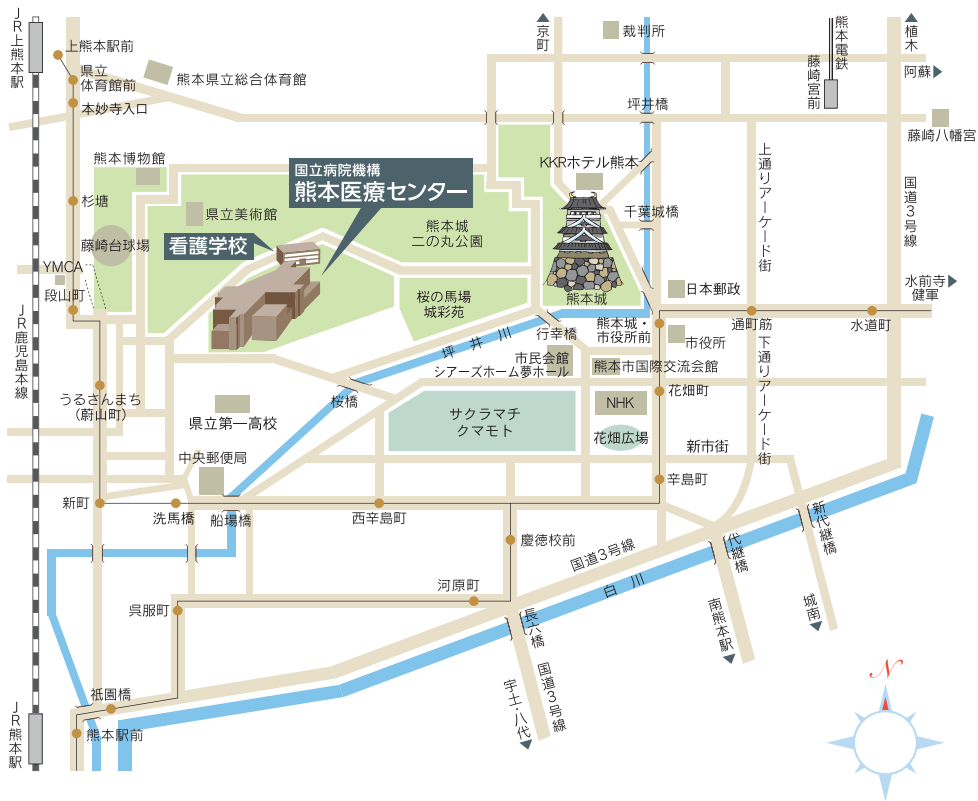 JR上熊本駅
上熊本駅前
県立
体育館前
本妙寺入口
熊本県立総合体育館
京町
裁判所
熊本電鉄
藤崎宮前
植木
阿蘇
坪井橋
藤崎八幡宮
熊本博物館
国立病院機構
熊本医療センター
KKRホテル熊本
上通りアーケード街
国道3号線
杉塘
県立美術館
千葉城橋
藤崎台球場
看護学校
熊本城
二の丸公園
YMCA
段山町
桜の馬場
城彩苑
熊本城
日本郵政
水前寺
健軍
JR鹿児島本線
坪井川
行幸橋
熊本城・
市役所前
市役所
通町筋
水道町
市民会館
シアーズホーム夢ホール
熊本市国際交流会館
下通りアーケード街
うるさんまち
(蔚山町)
桜橋
花畑町
県立第一高校
サクラマチ
クマモト
NHK
花畑広場
新市街
中央郵便局
辛島町
新町
洗馬橋
船場橋
西辛島町
新代継橋
慶徳校前
国道3号線
代継橋
白川
河原町
呉服町
長六橋
南熊本駅
城南
国道3号線
宇土・八代
祇園橋
熊本駅前
JR熊本駅
N